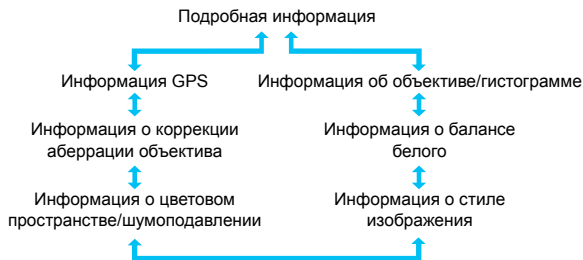 Подробная информация
Информация GPS
Информация об объективе/гистограмме
Информация о коррекции
аберрации объектива
Информация о балансе
белого
Информация о цветовом
пространстве/шумоподавлении
Информация о стиле
изображения